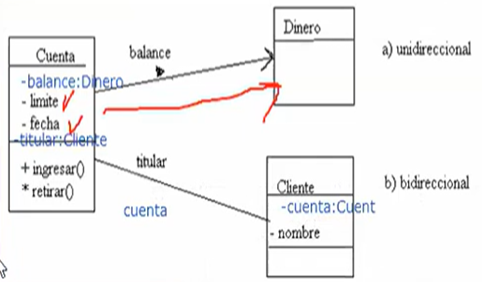 Cuenta
-balance:Dinero
- limite
- fecha
-titular:Cliente
+ ingresar()
* retirar()
balance
Dinero
a) unidireccional
titular
cuenta
Cliente
-cuenta:Cuent
- nombre
b) bidireccional